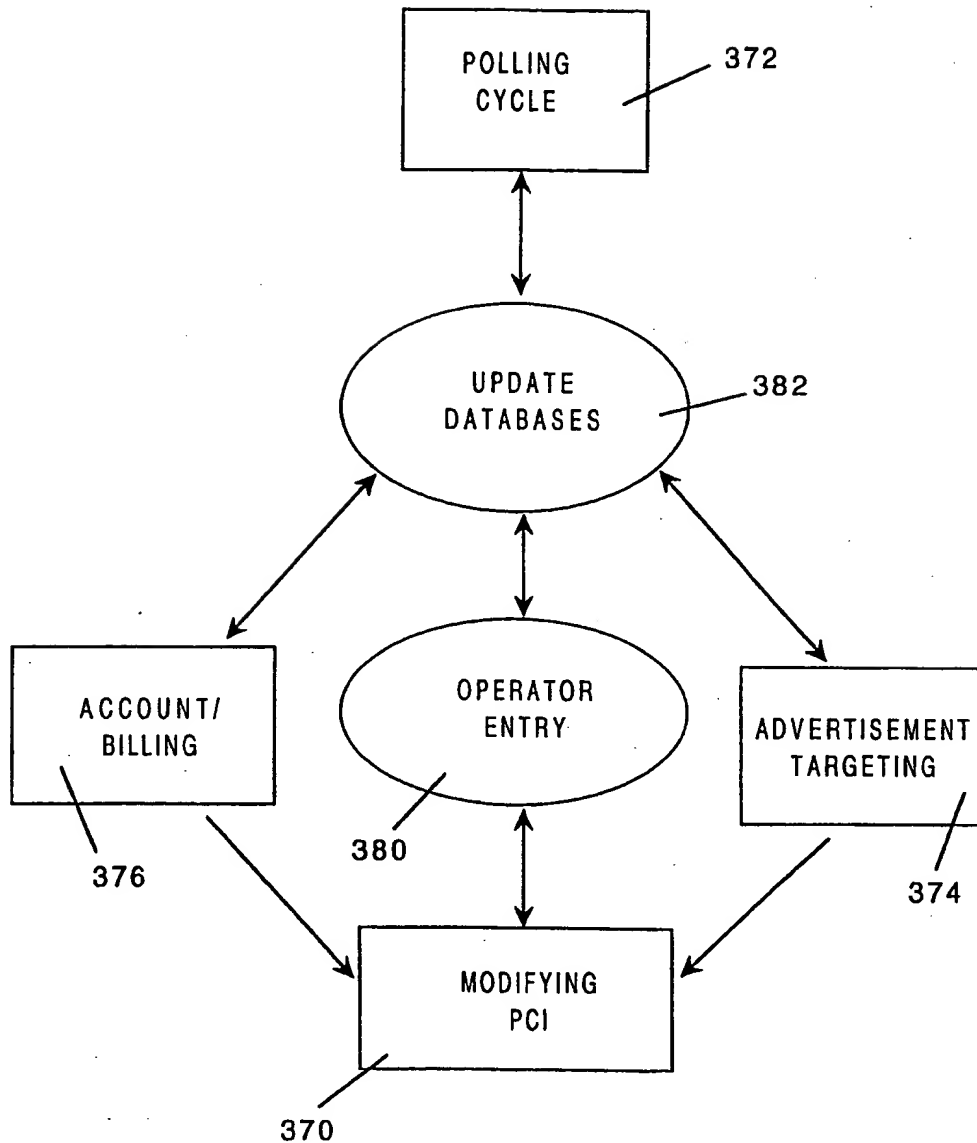 POLLING
CYCLE
372
UPDATE
DATABASES
382
ACCOUNT/
BILLING
376
OPERATOR
ENTRY
380
ADVERTISEMENT
TARGETING
374
MODIFYING
PCI
370